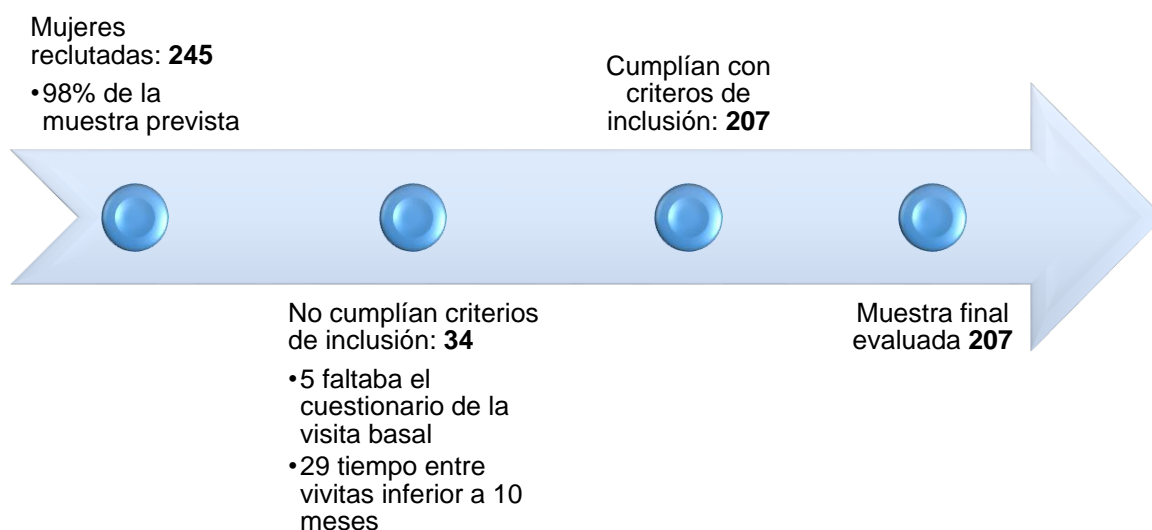 Mujeres
reclutadas: 245
•98% de la
muestra prevista
No cumplían criterios
de inclusión: 34
•5 faltaba el
cuestionario de la
visita basal
•29 tiempo entre
vivitas inferior a 10
meses
Cumplían con
criteros de
inclusión: 207
Muestra final
evaluada 207